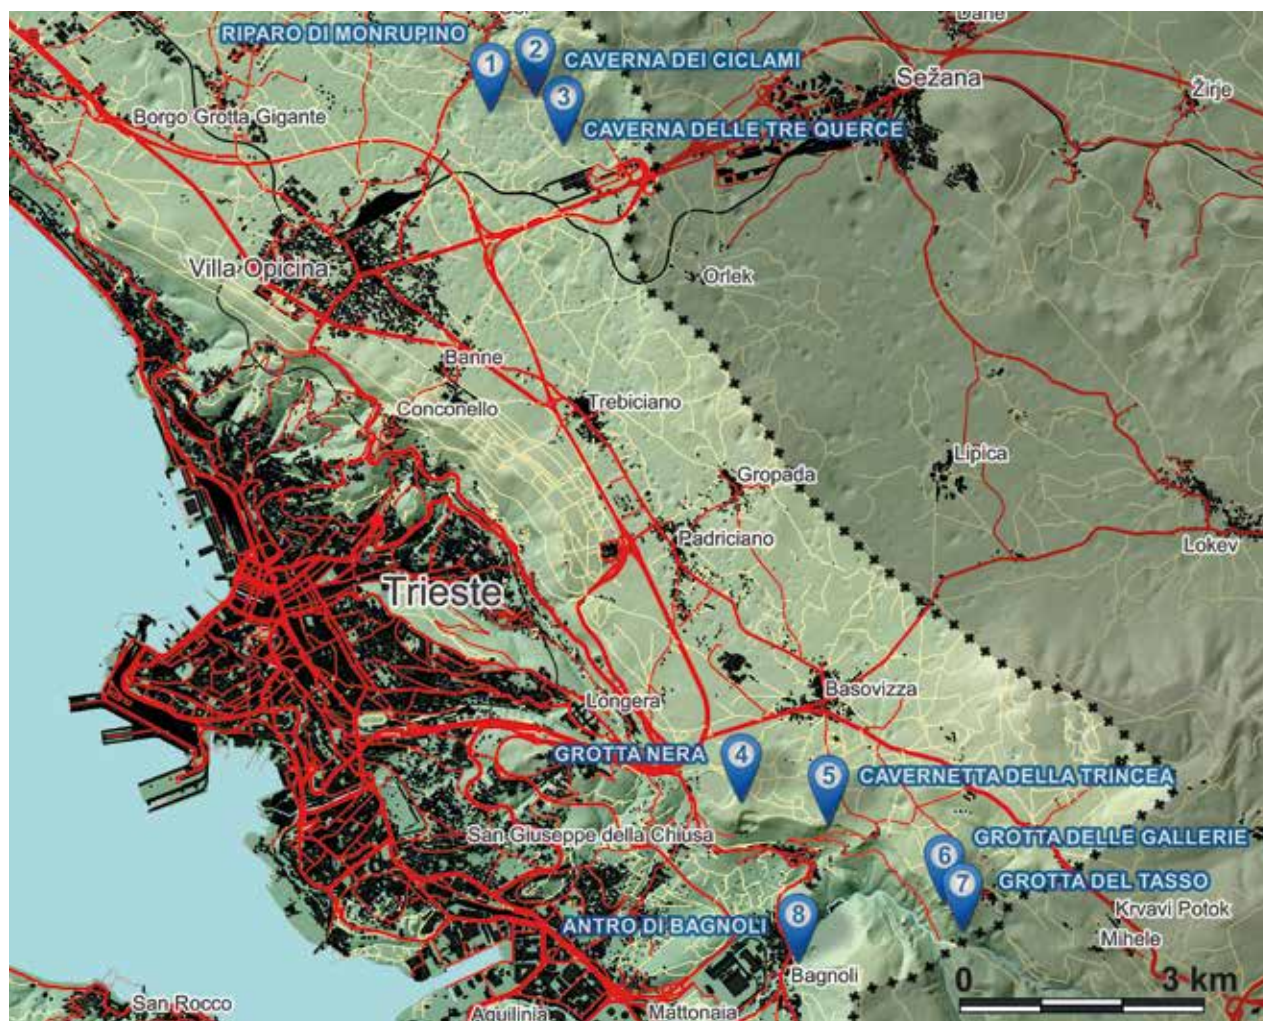 Dane
RIPARO DI MONRUPINO
1
2
CAVERNA DEI CICLAMI
3
CAVERNA DELLE TRE QUERCE
Sežana
Žirje
Borgo Grotta Gigante
Villa Opicina
Orlek
Banne
Conconello
Trebiciano
Gropada
Lipica
Padriciano
Lokev
Trieste
Basovizza
Longera
GROTTA NERA
4
5
CAVERNETTA DELLA TRINCEA
San Giuseppe della Chiusa
GROTTA DELLE GALLERIE
6
7
GROTTA DEL TASSO
ANTRO DI BAGNOLI
8
Krvavi Potok
Mihele
Bagnoli
0 3 km
San Rocco
Aquilinia
Mattonaia